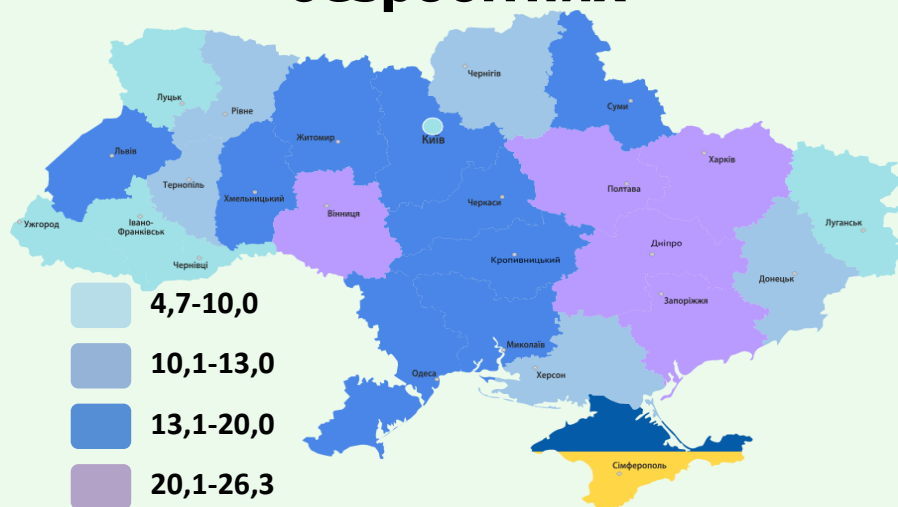 Чернігів
Луцьк
Рівне
Суми
Київ
Житомир
Львів
Харків
Тернопіль
Полтава
Хмельницький
Черкаси
Вінниця
Ужгород
Івано-
Франківськ
Луганськ
Дніпро
Кропивницький
Чернівці
Донецьк
4,7-10,0
Запоріжжя
Миколаїв
10,1-13,0
Одеса
Херсон
13,1-20,0
Сімферополь
20,1-26,3